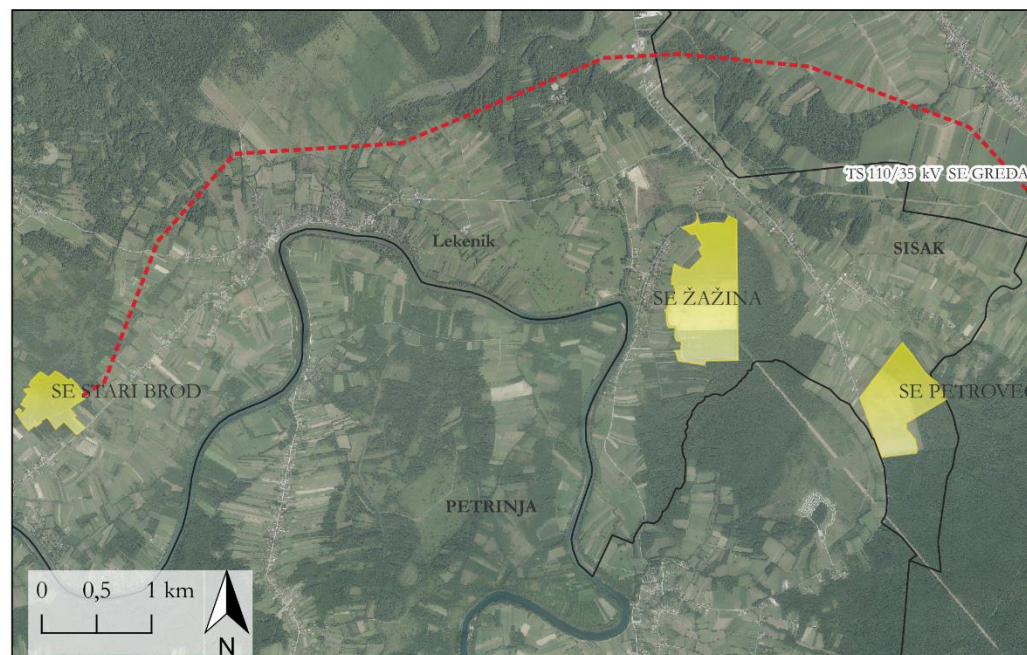 TS 110/35 kV SE GREDA
Lekenik
SISAK
SE ŽAŽINA
SE STARI BROD
SE PETROVEC
PETRINJA
0 0,5 1 km
N